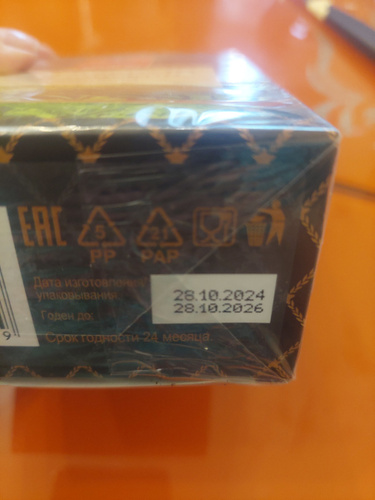 EAC
5
PP
21
PAP
Дата изготовления/
упаковывания
28.10.2024
Годен до:
28.10.2026
9
Срок годности 24 месяца.